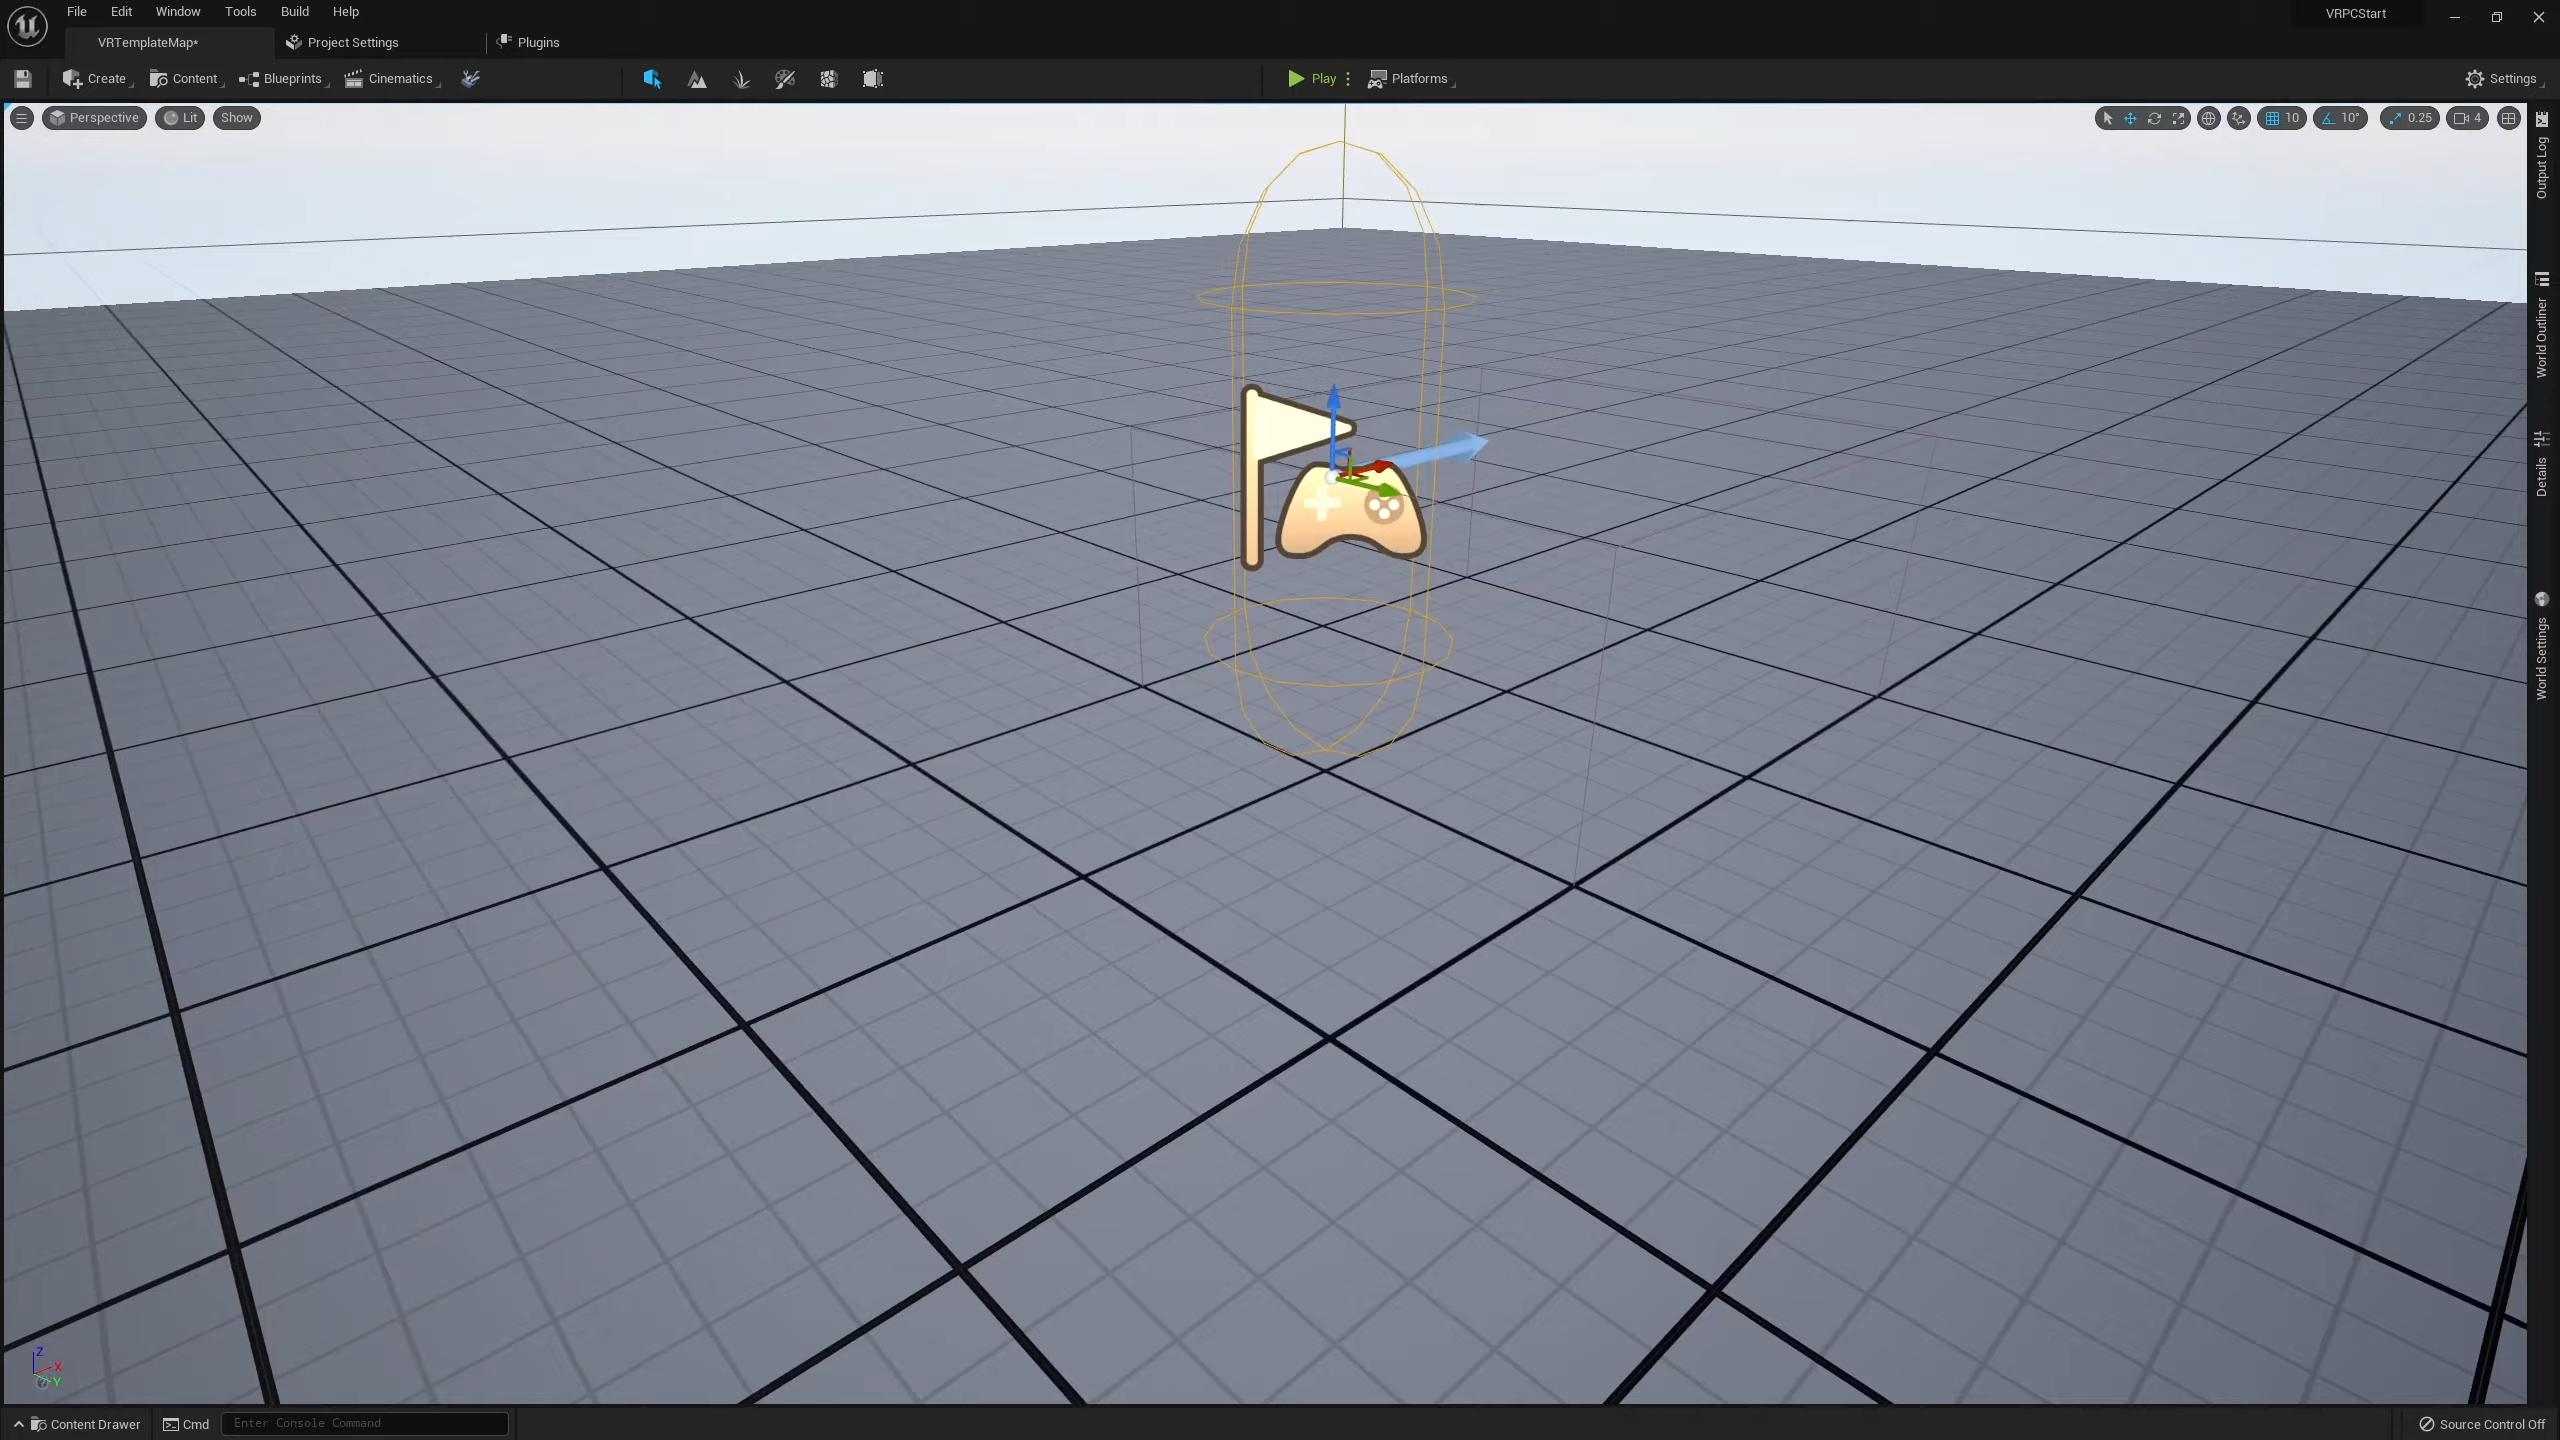 File Edit Window Tools Build Help
VRPCStart
VRTemplateMap*
Project Settings
Plugins
Create
Content
Blueprints
Cinematics
Play
Platforms
Settings
Perspective
Lit
Show
10
10°
0.25
4
Output Log
World Outliner
Details
World Settings
Z
X
Y
Content Drawer
Cmd
Enter Console Command
Source Control Off